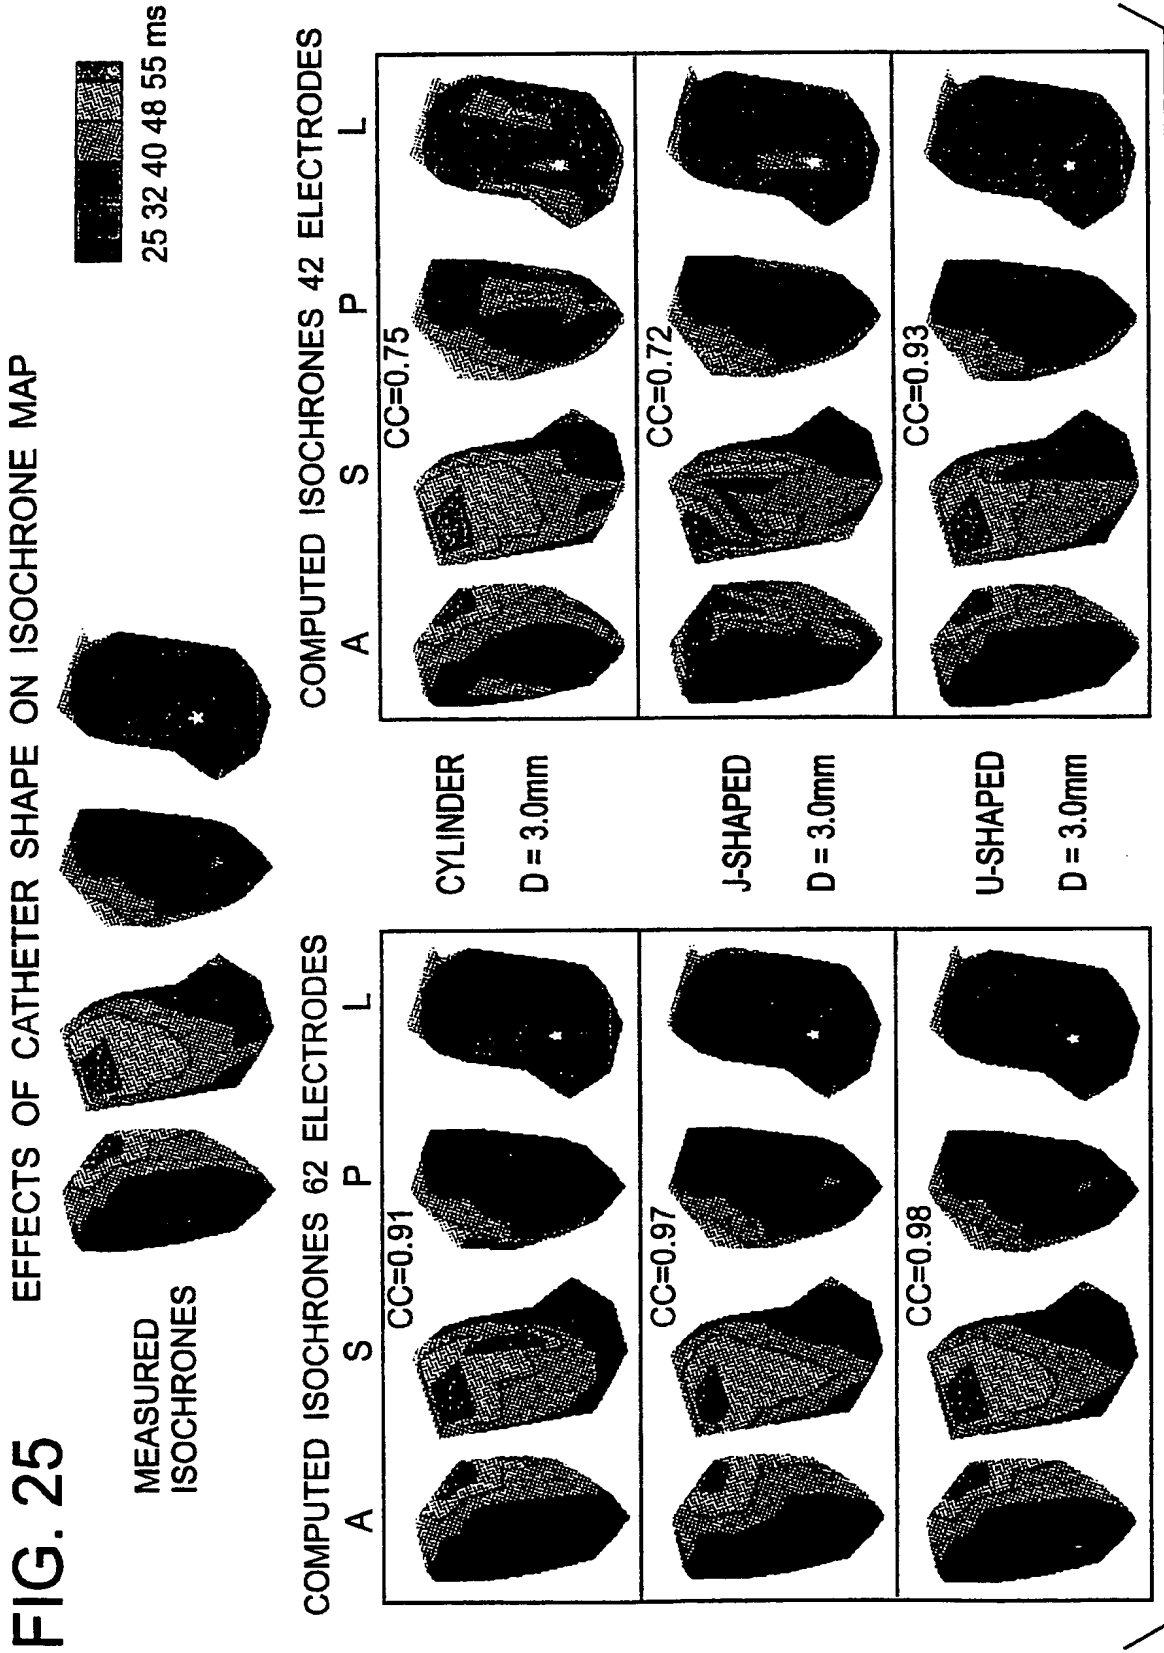 FIG. 25
EFFECTS OF CATHETER SHAPE ON ISOCHRONE MAP
MEASURED
ISOCHRONES
25 32 40 48 55 ms
COMPUTED ISOCHRONES 62 ELECTRODES
A S P L
CC=0.91
CC=0.97
CC=0.98
CYLINDER
D = 3.0mm
J-SHAPED
D = 3.0mm
U-SHAPED
D = 3.0mm
COMPUTED ISOCHRONES 42 ELECTRODES
A S P L
CC=0.75
CC=0.72
CC=0.93